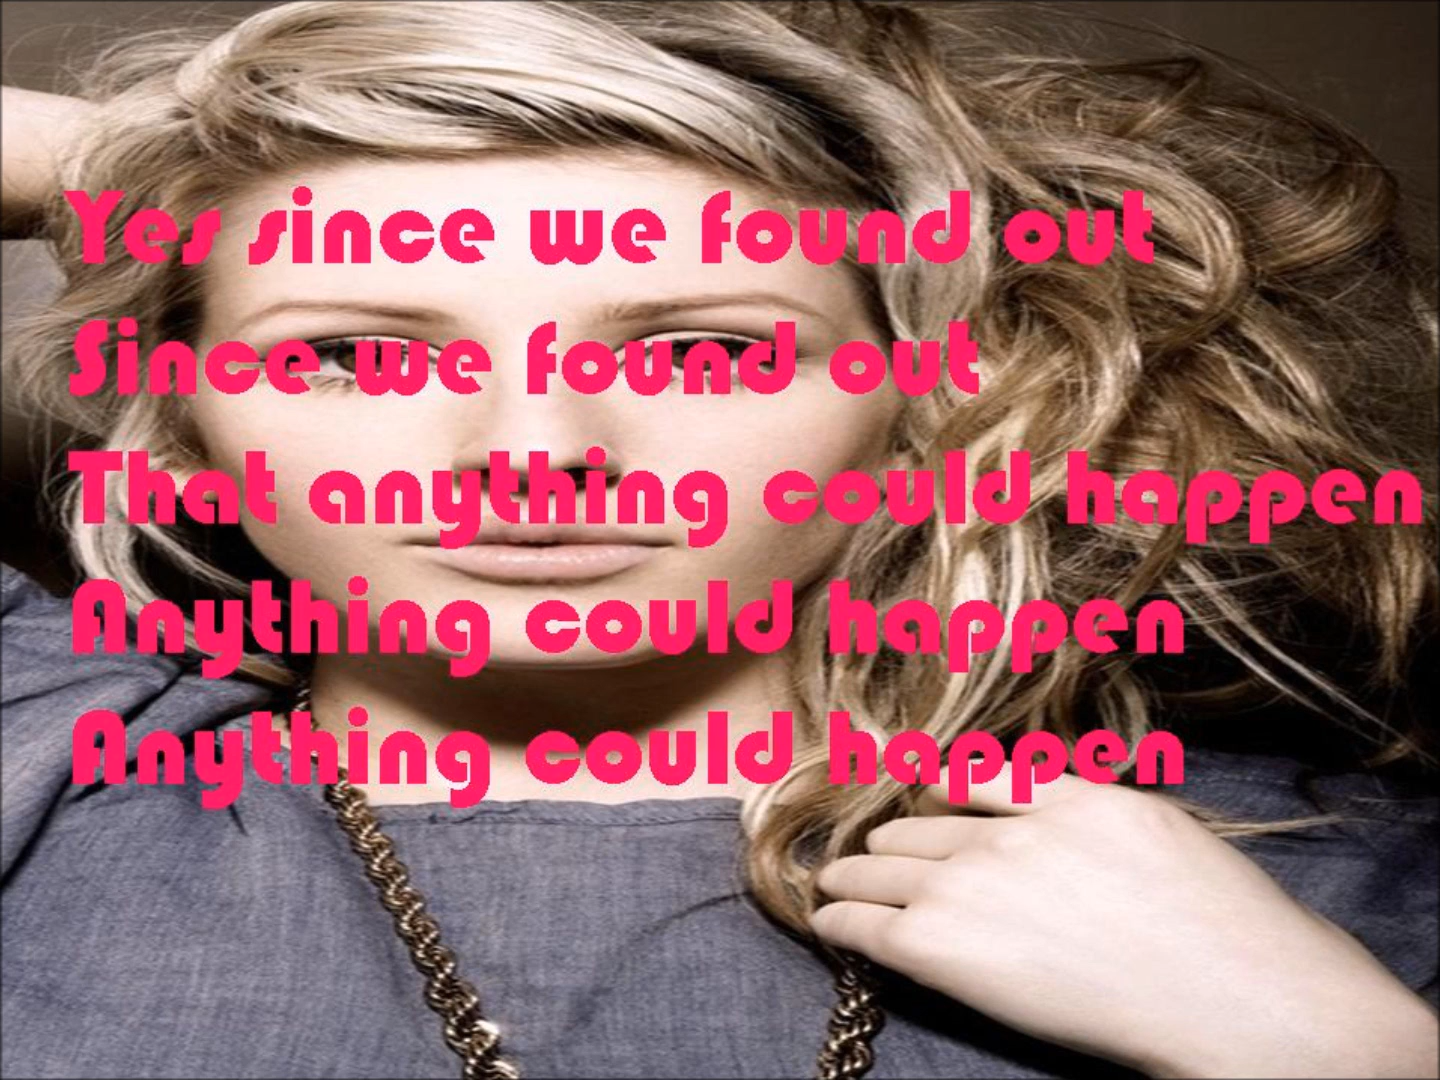 Yes since we found out
Since we found out
That anything could happen
Anything could happen
Anything could happen